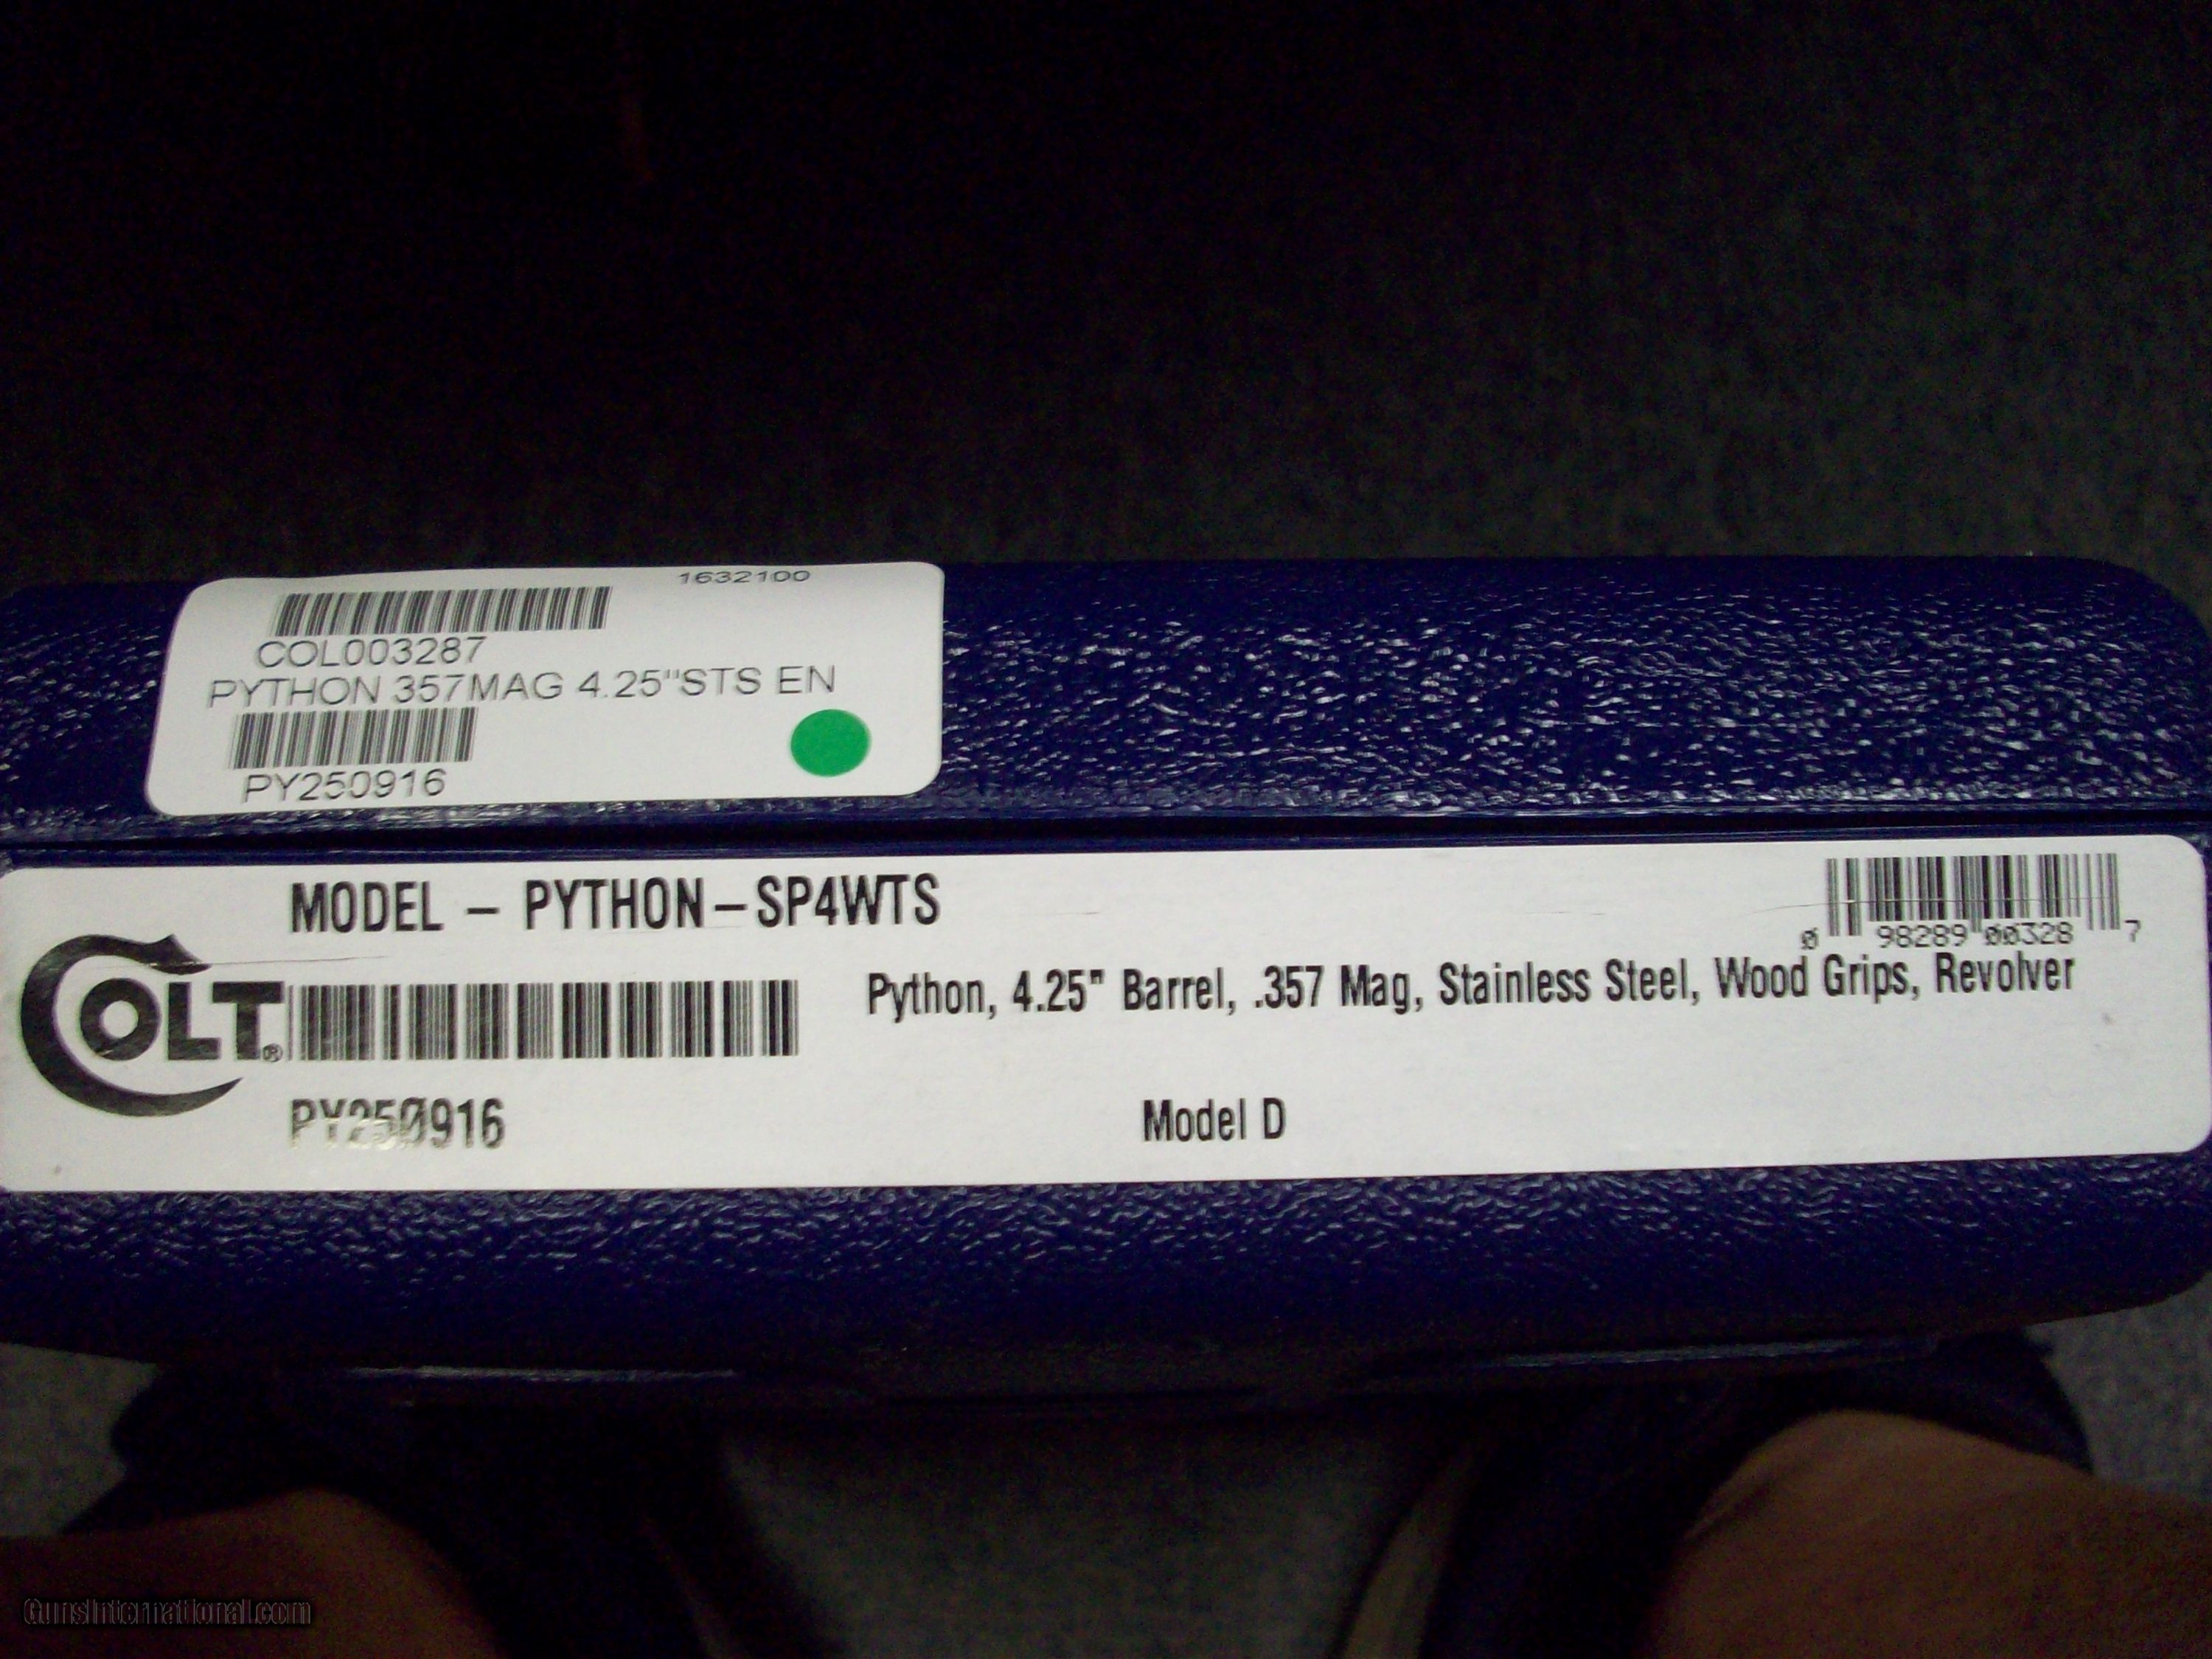 1632100
COL003287
PYTHON 357MAG 4.25"STS EN
PY250916
MODEL – PYTHON–SP4WTS
0 98289 00328 7
COLT®
Python, 4.25" Barrel, .357 Mag, Stainless Steel, Wood Grips, Revolver
PY250916
Model D
GunsInternational.com